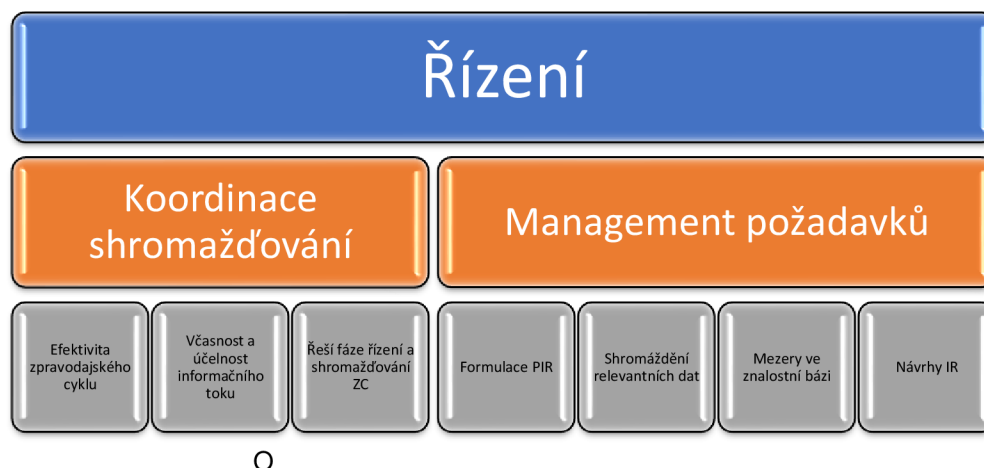 Řízení
Koordinace
shromažďování
Management požadavků
Efektivita
zpravodajského
cyklu
Včasnost a
účelnost
informačního
toku
Řeší fáze řízení a
shromažďování
ZC
Formulace PIR
Shromáždění
relevantních dat
Mezery ve
znalostní bázi
Návrhy IR